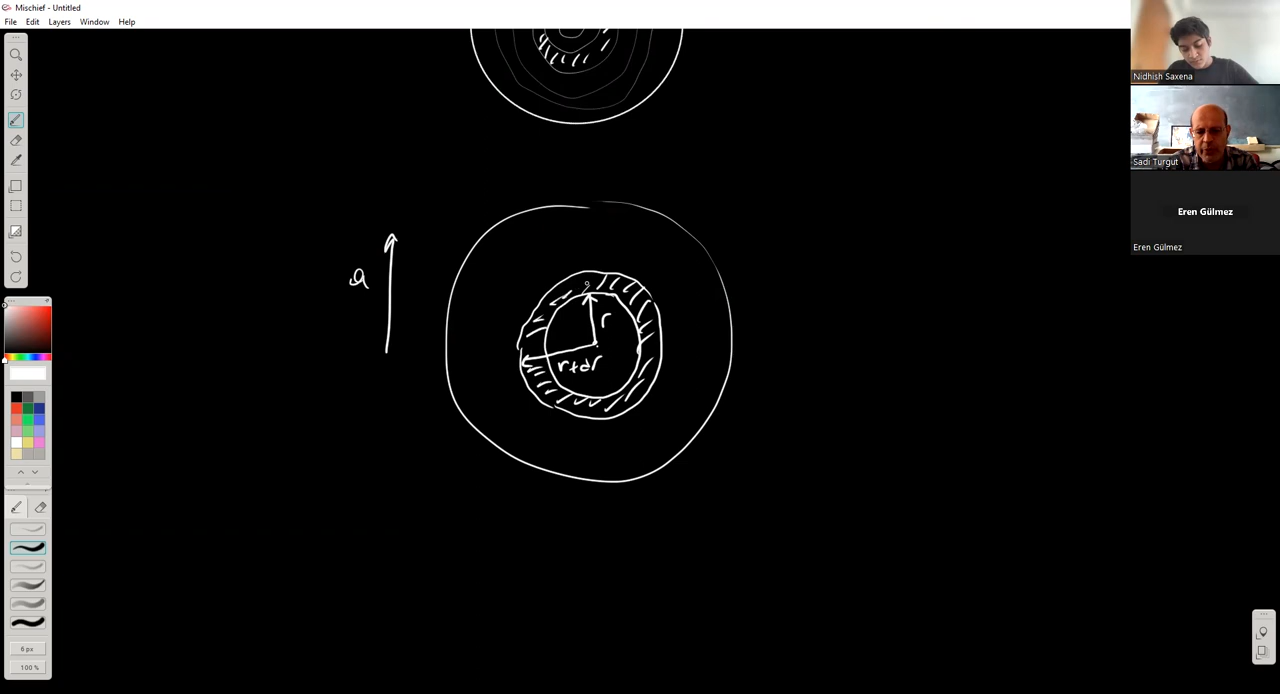 Mischief - Untitled
File Edit Layers Window Help
Nidhish Saxena
Sadi Turgut
Eren Gülmez
Eren Gülmez
a
r
r+dr
6 px
100 %